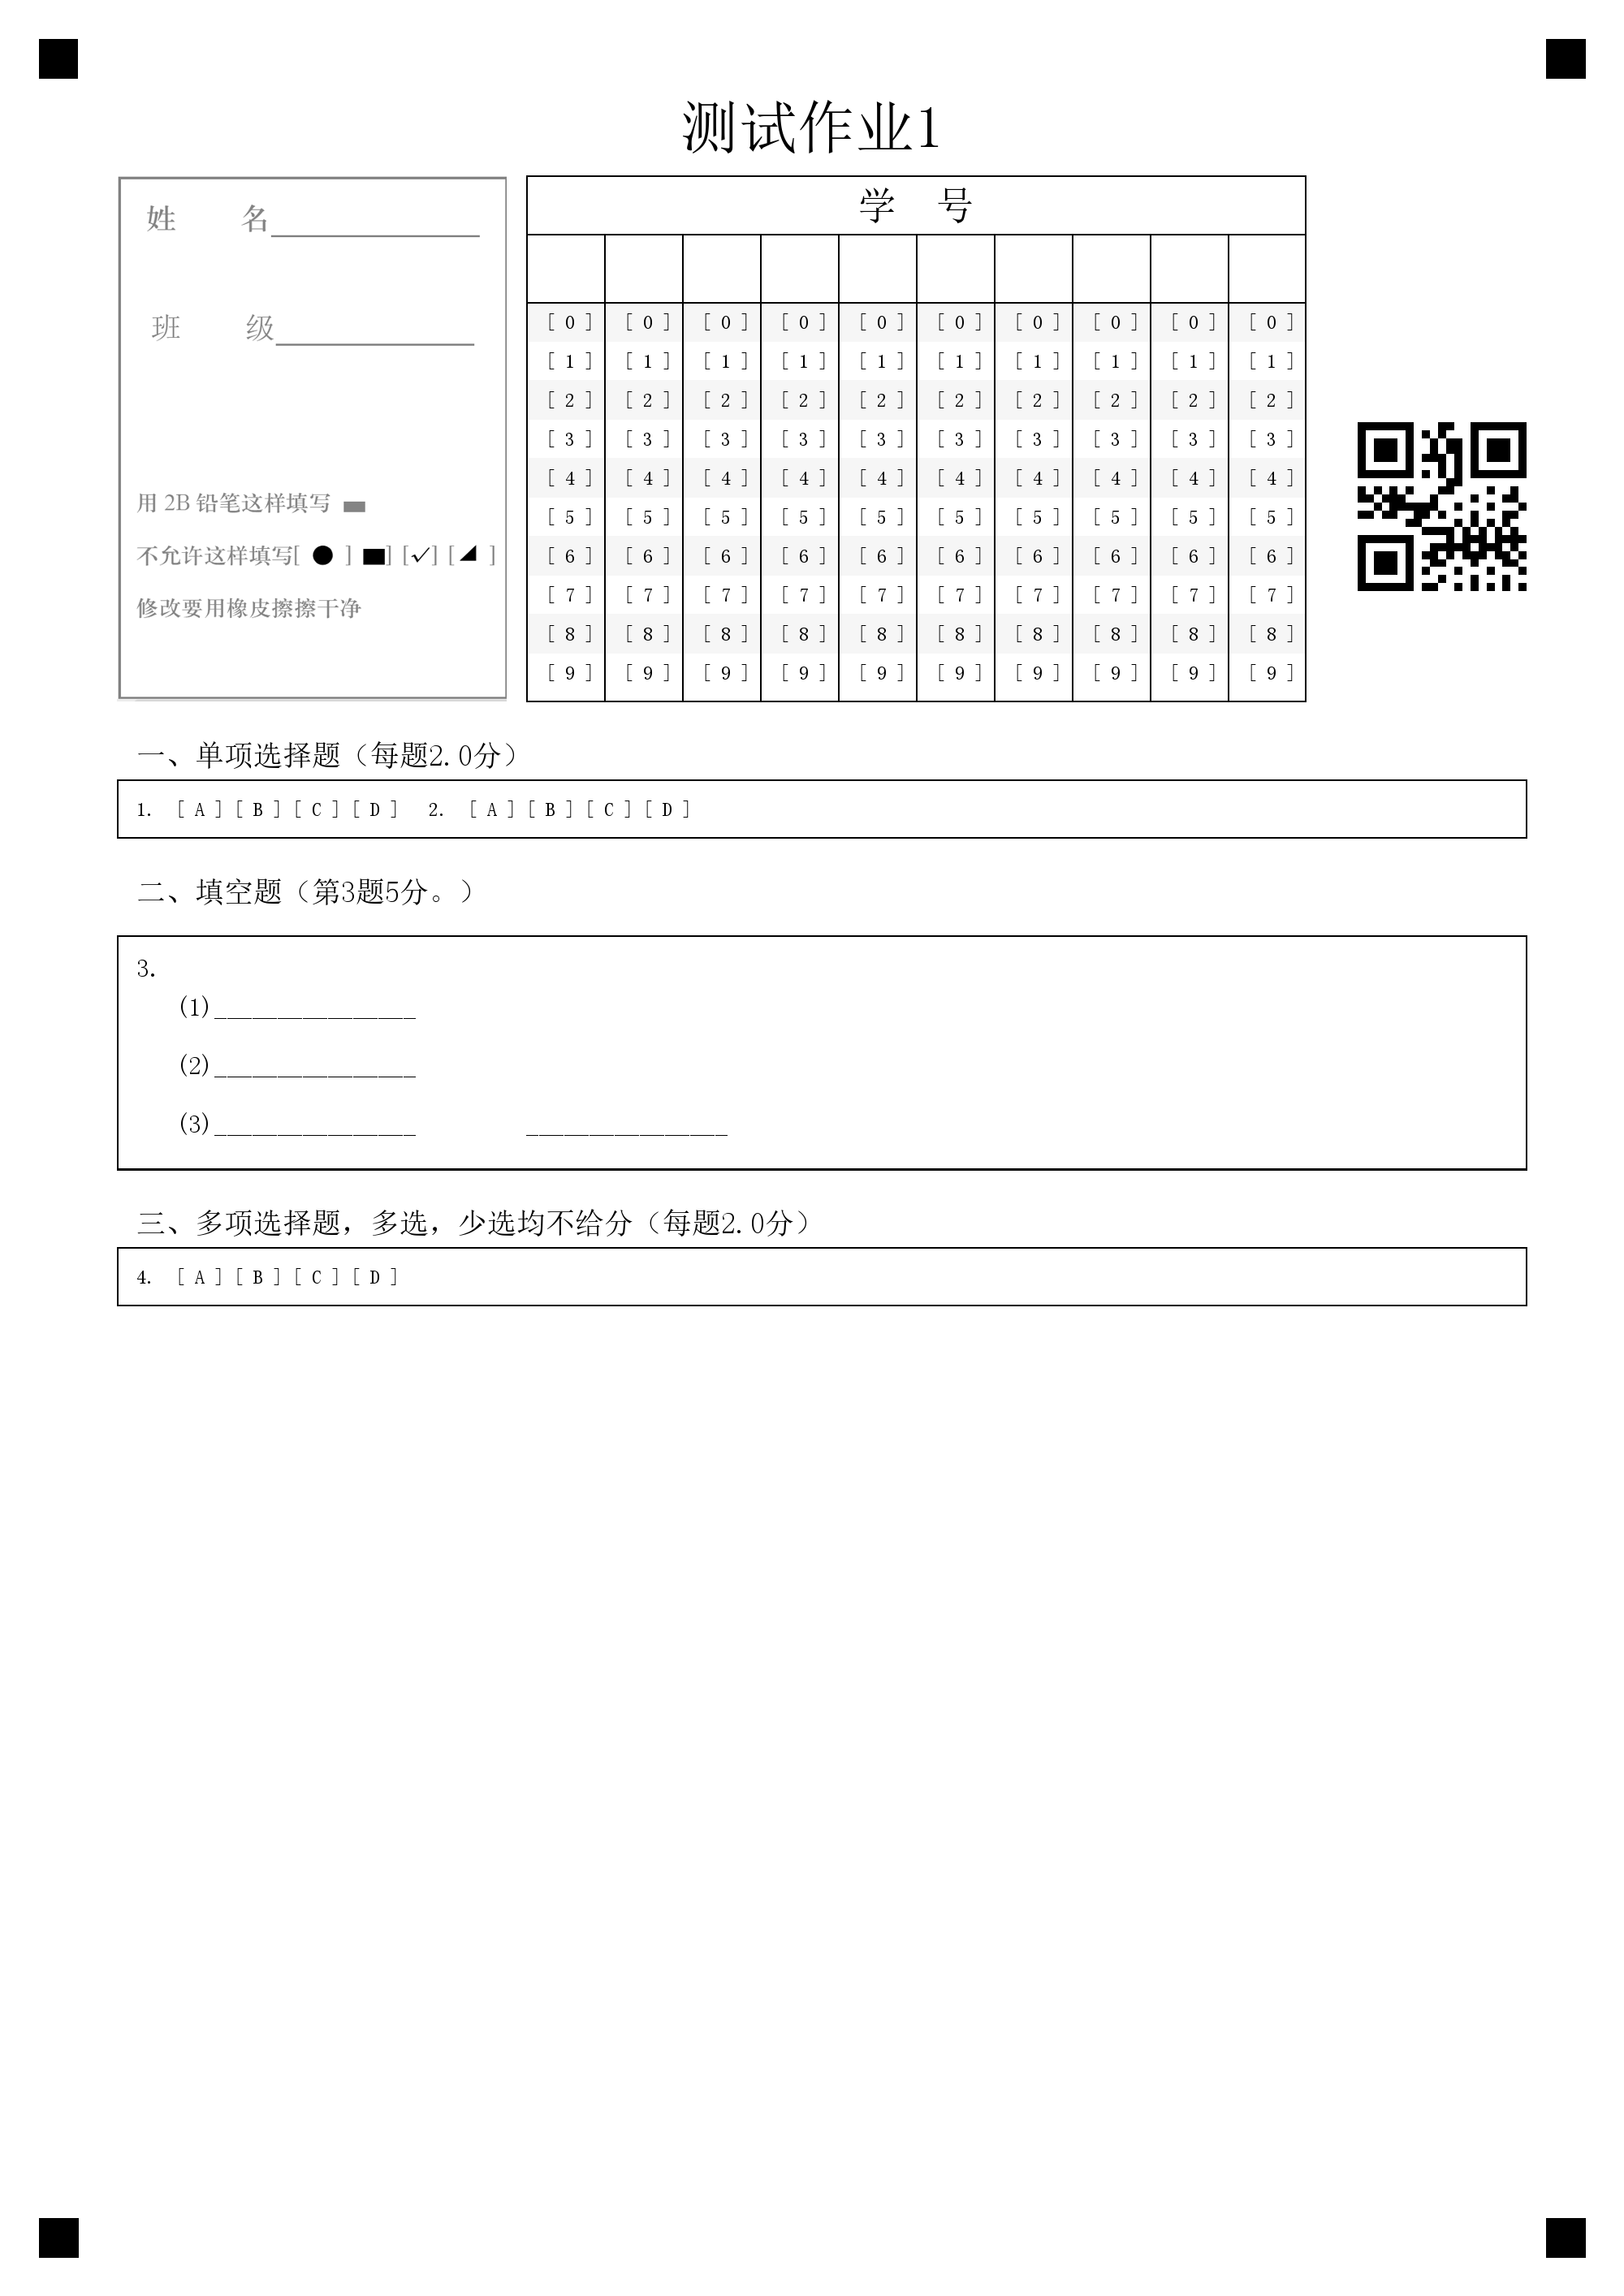 测试作业1
姓 名________________
班 级________________
用 2B 铅笔这样填写
不允许这样填写[ ● ] ■] [✓] [◢ ]
修改要用橡皮擦擦干净
学 号
[ 0 ] [ 0 ] [ 0 ] [ 0 ] [ 0 ] [ 0 ] [ 0 ] [ 0 ] [ 0 ] [ 0 ]
[ 1 ] [ 1 ] [ 1 ] [ 1 ] [ 1 ] [ 1 ] [ 1 ] [ 1 ] [ 1 ] [ 1 ]
[ 2 ] [ 2 ] [ 2 ] [ 2 ] [ 2 ] [ 2 ] [ 2 ] [ 2 ] [ 2 ] [ 2 ]
[ 3 ] [ 3 ] [ 3 ] [ 3 ] [ 3 ] [ 3 ] [ 3 ] [ 3 ] [ 3 ] [ 3 ]
[ 4 ] [ 4 ] [ 4 ] [ 4 ] [ 4 ] [ 4 ] [ 4 ] [ 4 ] [ 4 ] [ 4 ]
[ 5 ] [ 5 ] [ 5 ] [ 5 ] [ 5 ] [ 5 ] [ 5 ] [ 5 ] [ 5 ] [ 5 ]
[ 6 ] [ 6 ] [ 6 ] [ 6 ] [ 6 ] [ 6 ] [ 6 ] [ 6 ] [ 6 ] [ 6 ]
[ 7 ] [ 7 ] [ 7 ] [ 7 ] [ 7 ] [ 7 ] [ 7 ] [ 7 ] [ 7 ] [ 7 ]
[ 8 ] [ 8 ] [ 8 ] [ 8 ] [ 8 ] [ 8 ] [ 8 ] [ 8 ] [ 8 ] [ 8 ]
[ 9 ] [ 9 ] [ 9 ] [ 9 ] [ 9 ] [ 9 ] [ 9 ] [ 9 ] [ 9 ] [ 9 ]
一、单项选择题（每题2.0分）
1. [ A ] [ B ] [ C ] [ D ] 2. [ A ] [ B ] [ C ] [ D ]
二、填空题（第3题5分。）
3.
(1)________________
(2)________________
(3)________________ ________________
三、多项选择题，多选，少选均不给分（每题2.0分）
4. [ A ] [ B ] [ C ] [ D ]